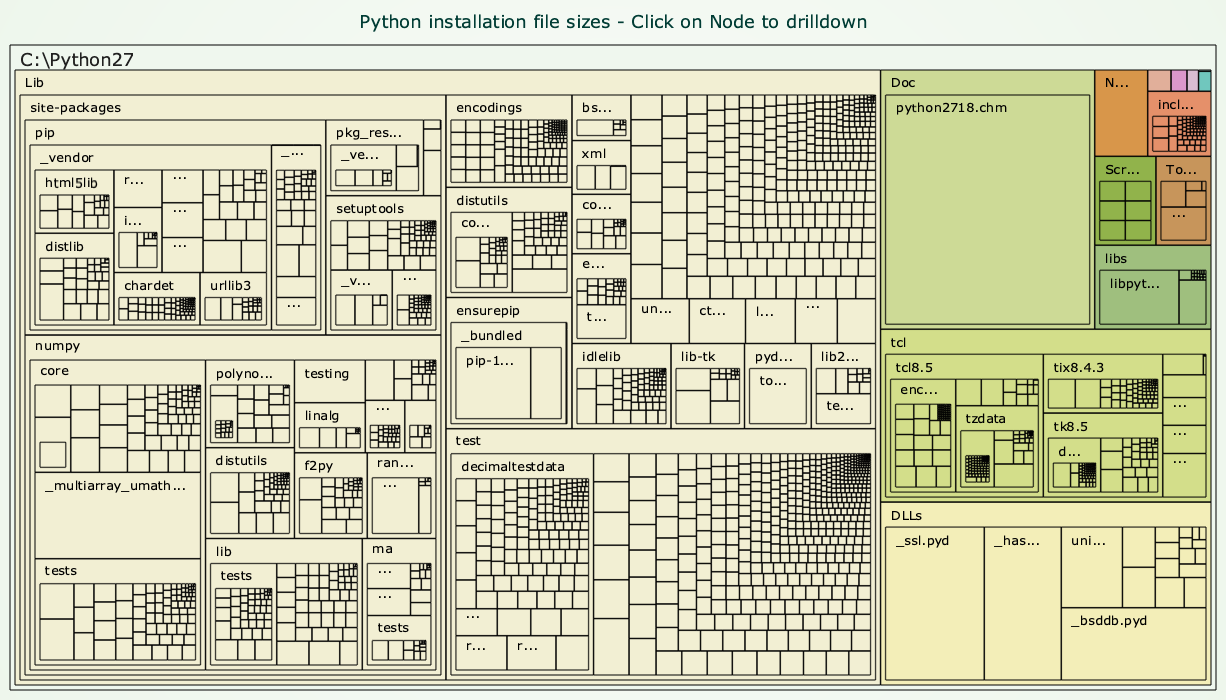 Python installation file sizes - Click on Node to drilldown
C:\Python27
Lib
site-packages
pip
_vendor
html5lib
distlib
r...
i...
...
...
...
chardet
urllib3
_...
...
pkg_res...
_ve...
setuptools
_v...
...
numpy
core
_multiarray_umath...
tests
polyno...
distutils
lib
tests
testing
linalg
f2py
...
ran...
...
ma
...
...
tests
encodings
distutils
co...
ensurepip
_bundled
pip-1...
bs...
xml
co...
e...
t...
un...
ct...
l...
...
idlelib
lib-tk
pyd...
to...
lib2...
te...
test
decimaltestdata
...
r...
r...
Doc
python2718.chm
N...
incl...
Scr...
To...
...
libs
libpyt...
tcl
tcl8.5
enc...
tzdata
tix8.4.3
tk8.5
d...
...
...
...
DLLs
_ssl.pyd
_has...
uni...
_bsddb.pyd